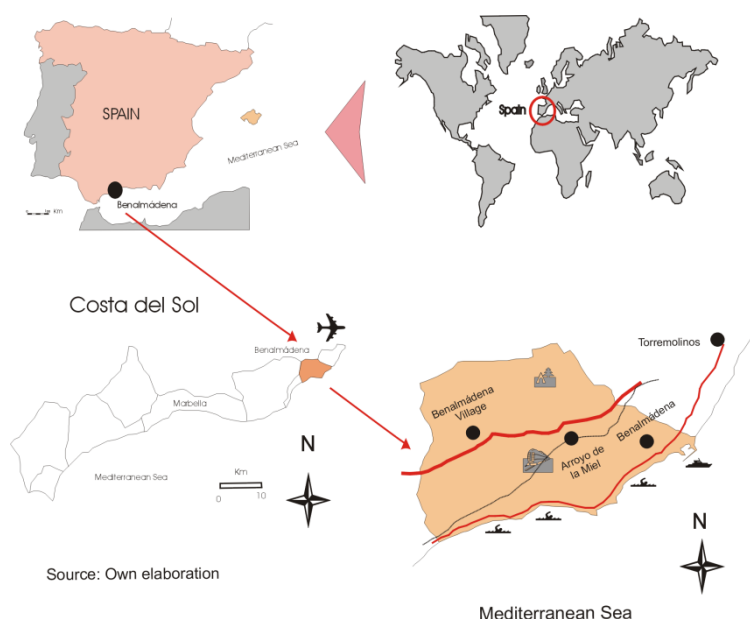 SPAIN
Mediterranean Sea
Benalmádena
Km
Spain
Costa del Sol
Benalmádena
Marbella
Mediterranean Sea
Km
0 10
N
Source: Own elaboration
Torremolinos
Benalmádena
Village
Arroyo de
la Miel
Benalmádena
N
Mediterranean Sea